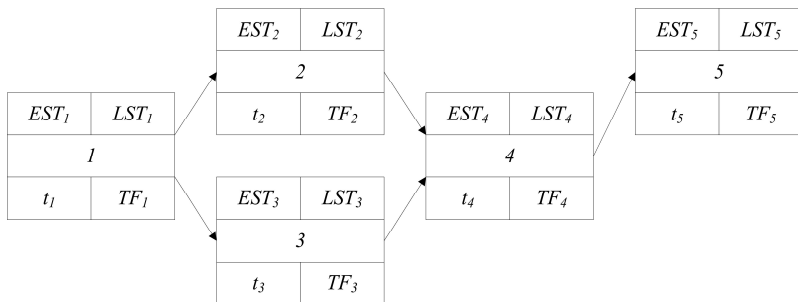 EST₂ LST₂
2
t₂ TF₂
EST₅ LST₅
5
t₅ TF₅
EST₁ LST₁
1
t₁ TF₁
EST₄ LST₄
4
t₄ TF₄
EST₃ LST₃
3
t₃ TF₃